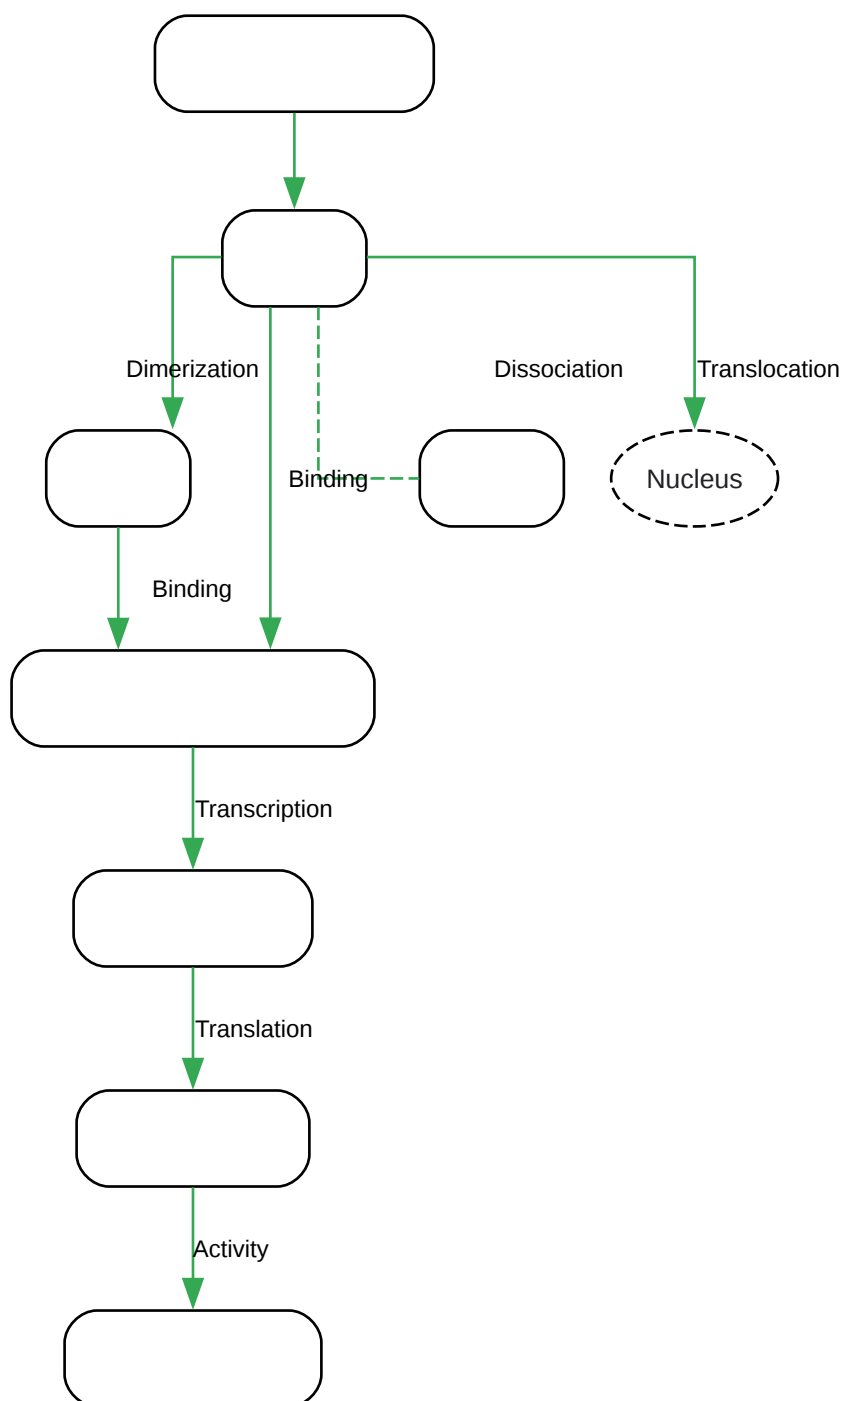 Dimerization
Dissociation
Translocation
Binding
Nucleus
Binding
Transcription
Translation
Activity